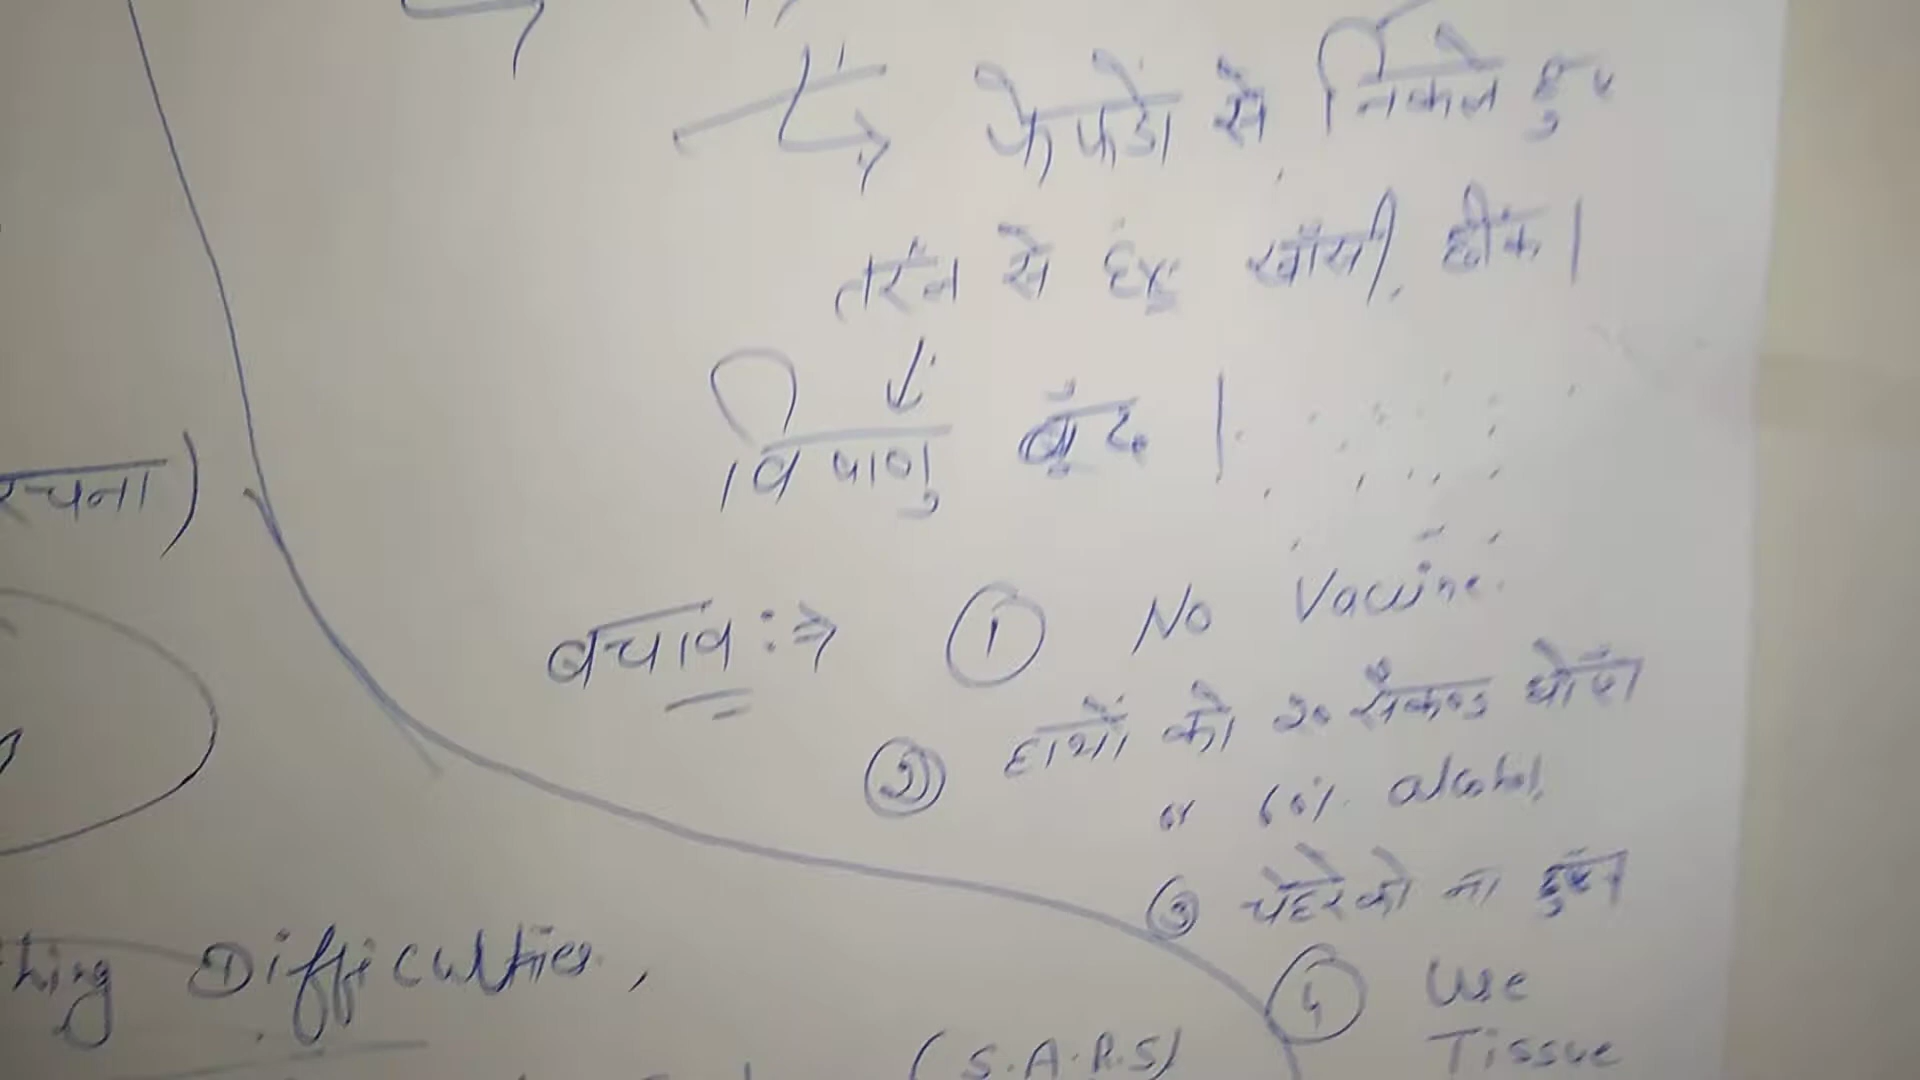 → फेफडों से निकले हुए
तरल से खाँसी, छींक।
↓
विषाणु बूँद।
रचना)
बचाव :⇒ ① No Vaccine.
② हाथों को 20 सैकण्ड धोएं
or 60% alcohol.
③ चेहरे को ना छुएं।
④ Use
Tissue
thing Difficulties,
(S.A.R.S)